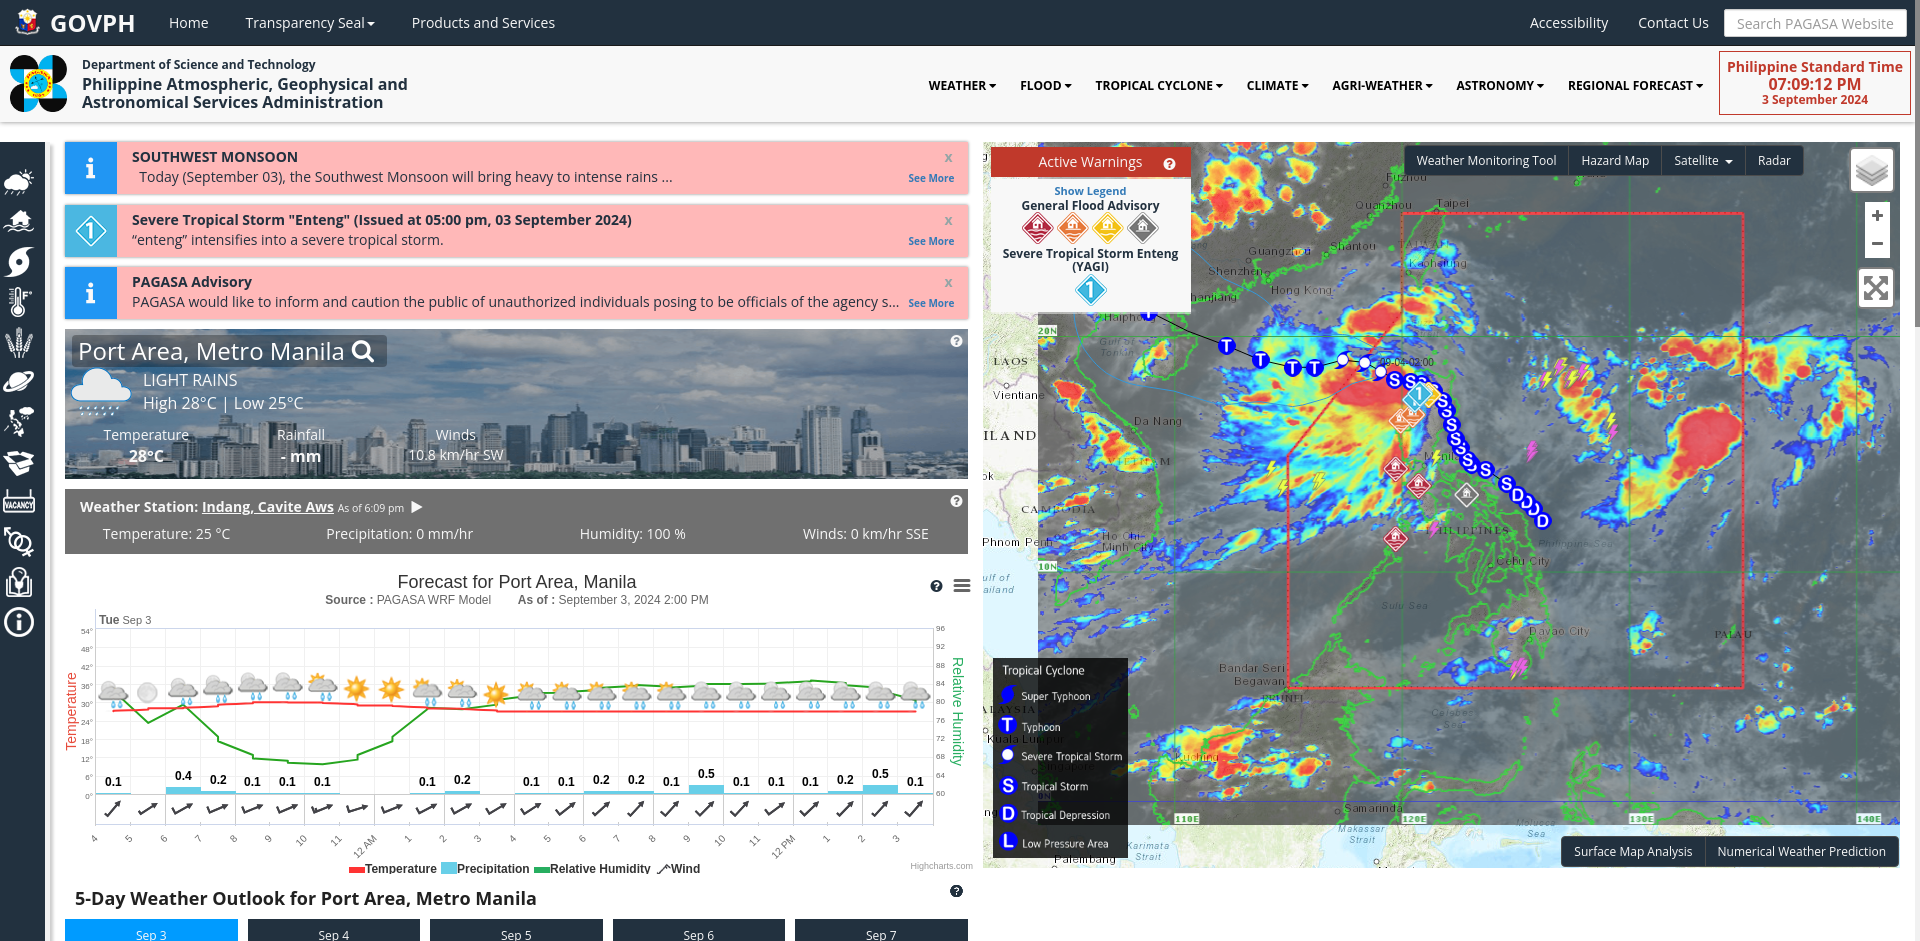 GOVPH
Home
Transparency Seal
Products and Services
Accessibility
Contact Us
Search PAGASA Website
Department of Science and Technology
Philippine Atmospheric, Geophysical and
Astronomical Services Administration
WEATHER
FLOOD
TROPICAL CYCLONE
CLIMATE
AGRI-WEATHER
ASTRONOMY
REGIONAL FORECAST
Philippine Standard Time
07:09:12 PM
3 September 2024
SOUTHWEST MONSOON
x
Today (September 03), the Southwest Monsoon will bring heavy to intense rains ...
See More
Severe Tropical Storm "Enteng" (Issued at 05:00 pm, 03 September 2024)
x
“enteng” intensifies into a severe tropical storm.
See More
PAGASA Advisory
x
PAGASA would like to inform and caution the public of unauthorized individuals posing to be officials of the agency s...
See More
Port Area, Metro Manila
LIGHT RAINS
High 28°C | Low 25°C
Temperature
28°C
Rainfall
- mm
Winds
10.8 km/hr SW
Weather Station: Indang, Cavite Aws As of 6:09 pm
Temperature: 25 °C
Precipitation: 0 mm/hr
Humidity: 100 %
Winds: 0 km/hr SSE
Forecast for Port Area, Manila
Source : PAGASA WRF Model As of : September 3, 2024 2:00 PM
Tue Sep 3
Temperature
54°
48°
42°
36°
30°
24°
18°
12°
6°
0°
Relative Humidity
96
92
88
84
80
76
72
68
64
60
0.1 0.4 0.2 0.1 0.1 0.1 0.1 0.2 0.1 0.1 0.2 0.2 0.1 0.5 0.1 0.1 0.1 0.2 0.5 0.1
4 5 6 7 8 9 10 11 12 AM 1 2 3 4 5 6 7 8 9 10 11 12 PM 1 2 3
Temperature Precipitation Relative Humidity Wind
Highcharts.com
5-Day Weather Outlook for Port Area, Metro Manila
Sep 3
Sep 4
Sep 5
Sep 6
Sep 7
VACANCY
Active Warnings
Show Legend
General Flood Advisory
Severe Tropical Storm Enteng
(YAGI)
1
Weather Monitoring Tool
Hazard Map
Satellite
Radar
+
−
Fuzhou
Quanzhou
Taipei
Guangzhou
Shantou
Kaohsiung
Shenzhen
Hong Kong
Haiphong
20N
Gulf of
Tonkin
LAOS
Vientiane
Da Nang
VIETNAM
CAMBODIA
Phnom Penh
Ho Chi
Minh City
10N
PHILIPPINES
Cebu City
Sulu Sea
Davao City
PALAU
Bandar Seri
Begawan
BRUNEI
Kuala Lumpur
Kuching
Samarinda
110E
120E
130E
140E
Makassar
Strait
Karimata
Strait
Molucca
Sea
Palembang
Tropical Cyclone
Super Typhoon
Typhoon
Severe Tropical Storm
Tropical Storm
Tropical Depression
Low Pressure Area
Surface Map Analysis
Numerical Weather Prediction